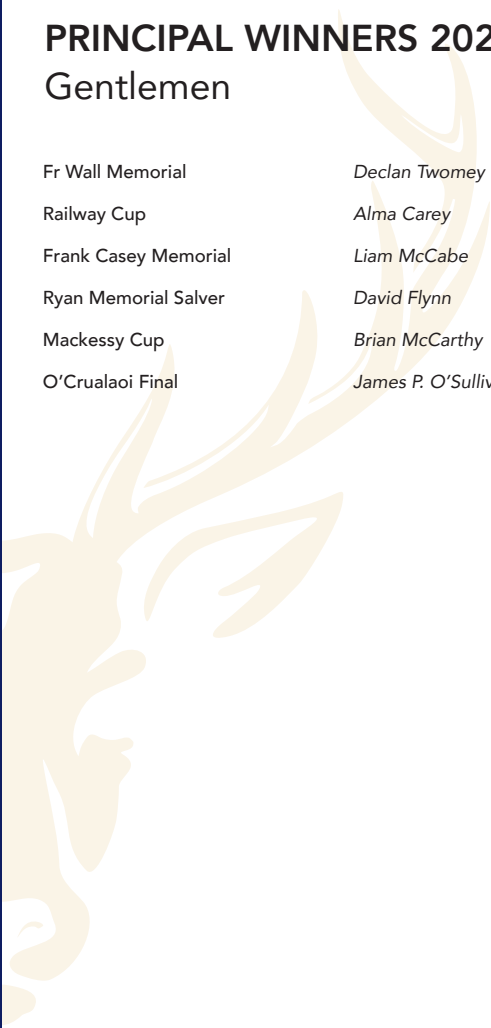 PRINCIPAL WINNERS 202
Gentlemen
Fr Wall Memorial Declan Twomey
Railway Cup Alma Carey
Frank Casey Memorial Liam McCabe
Ryan Memorial Salver David Flynn
Mackessy Cup Brian McCarthy
O’Crualaoi Final James P. O’Sulliv